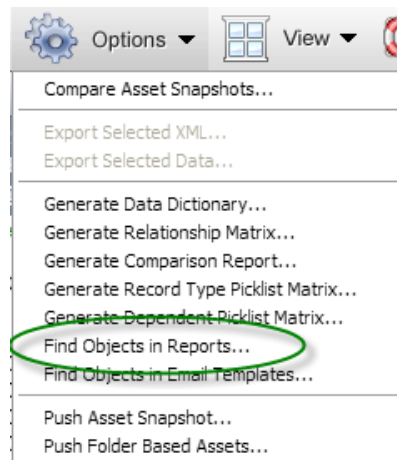 Options View
Compare Asset Snapshots...
Export Selected XML...
Export Selected Data...
Generate Data Dictionary...
Generate Relationship Matrix...
Generate Comparison Report...
Generate Record Type Picklist Matrix...
Generate Dependent Picklist Matrix...
Find Objects in Reports...
Find Objects in Email Templates...
Push Asset Snapshot...
Push Folder Based Assets...